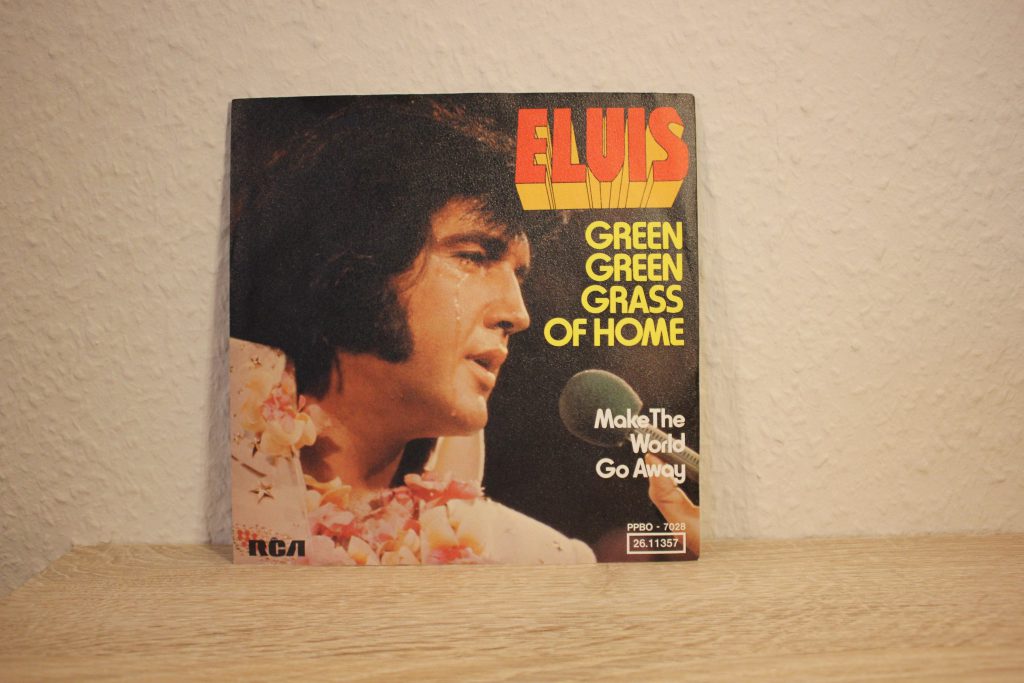 ELVIS
GREEN
GREEN
GRASS
OF HOME
Make The
World
Go Away
PPBO - 7028
26.11357
RCA